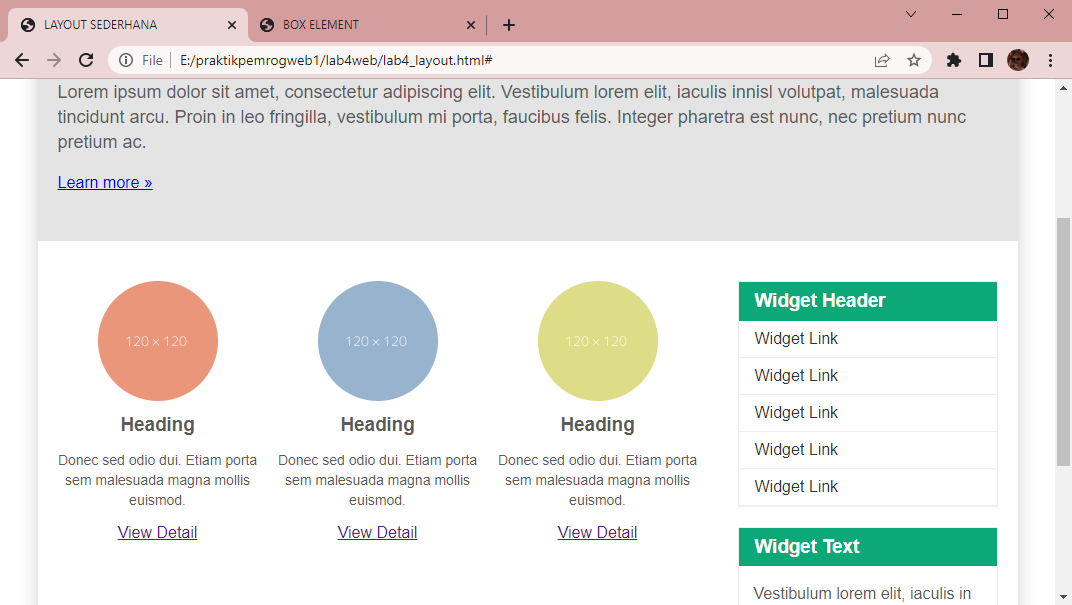 LAYOUT SEDERHANA
BOX ELEMENT
File
E:/praktikpemrogweb1/lab4web/lab4_layout.html#
Lorem ipsum dolor sit amet, consectetur adipiscing elit. Vestibulum lorem elit, iaculis innisl volutpat, malesuada
tincidunt arcu. Proin in leo fringilla, vestibulum mi porta, faucibus felis. Integer pharetra est nunc, nec pretium nunc
pretium ac.
Learn more »
120 × 120
Heading
Donec sed odio dui. Etiam porta
sem malesuada magna mollis
euismod.
View Detail
120 × 120
Heading
Donec sed odio dui. Etiam porta
sem malesuada magna mollis
euismod.
View Detail
120 × 120
Heading
Donec sed odio dui. Etiam porta
sem malesuada magna mollis
euismod.
View Detail
Widget Header
Widget Link
Widget Link
Widget Link
Widget Link
Widget Link
Widget Text
Vestibulum lorem elit, iaculis in